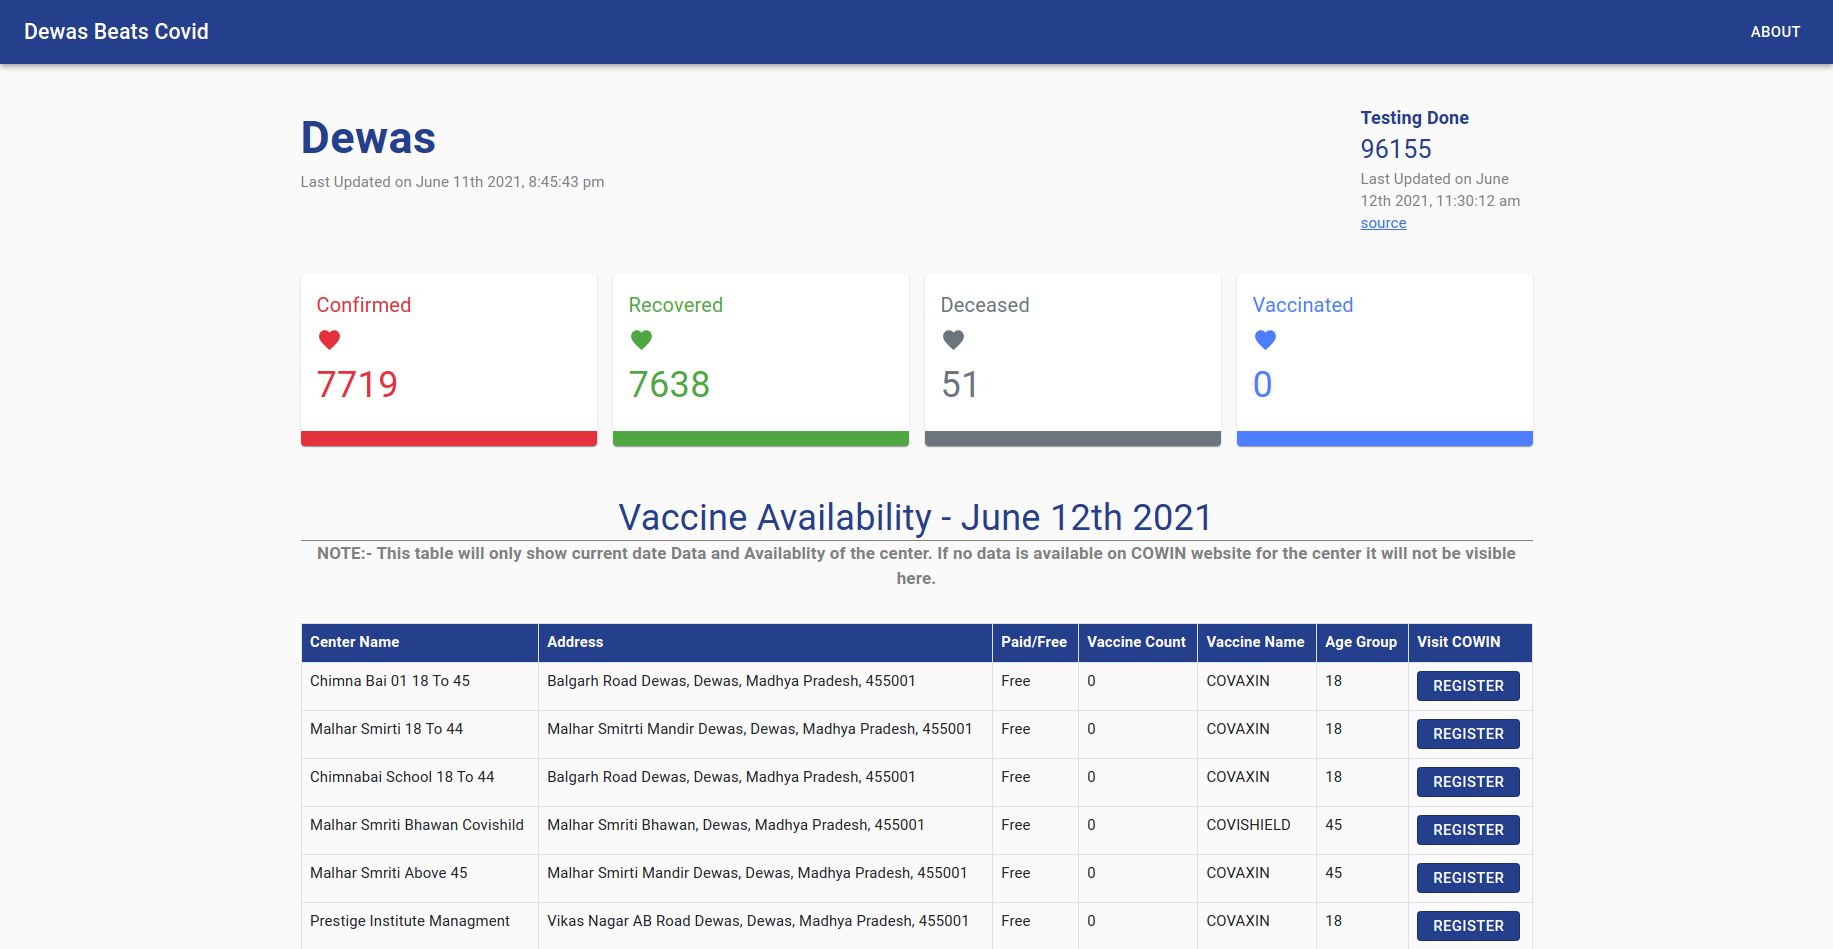 Dewas Beats Covid
ABOUT
Dewas
Last Updated on June 11th 2021, 8:45:43 pm
Testing Done
96155
Last Updated on June
12th 2021, 11:30:12 am
source
Confirmed
7719
Recovered
7638
Deceased
51
Vaccinated
0
Vaccine Availability - June 12th 2021
NOTE:- This table will only show current date Data and Availablity of the center. If no data is available on COWIN website for the center it will not be visible
here.
Center Name Address Paid/Free Vaccine Count Vaccine Name Age Group Visit COWIN
Chimna Bai 01 18 To 45 Balgarh Road Dewas, Dewas, Madhya Pradesh, 455001 Free 0 COVAXIN 18 REGISTER
Malhar Smirti 18 To 44 Malhar Smitrti Mandir Dewas, Dewas, Madhya Pradesh, 455001 Free 0 COVAXIN 18 REGISTER
Chimnabai School 18 To 44 Balgarh Road Dewas, Dewas, Madhya Pradesh, 455001 Free 0 COVAXIN 18 REGISTER
Malhar Smriti Bhawan Covishild Malhar Smriti Bhawan, Dewas, Madhya Pradesh, 455001 Free 0 COVISHIELD 45 REGISTER
Malhar Smriti Above 45 Malhar Smirti Mandir Dewas, Dewas, Madhya Pradesh, 455001 Free 0 COVAXIN 45 REGISTER
Prestige Institute Managment Vikas Nagar AB Road Dewas, Dewas, Madhya Pradesh, 455001 Free 0 COVAXIN 18 REGISTER